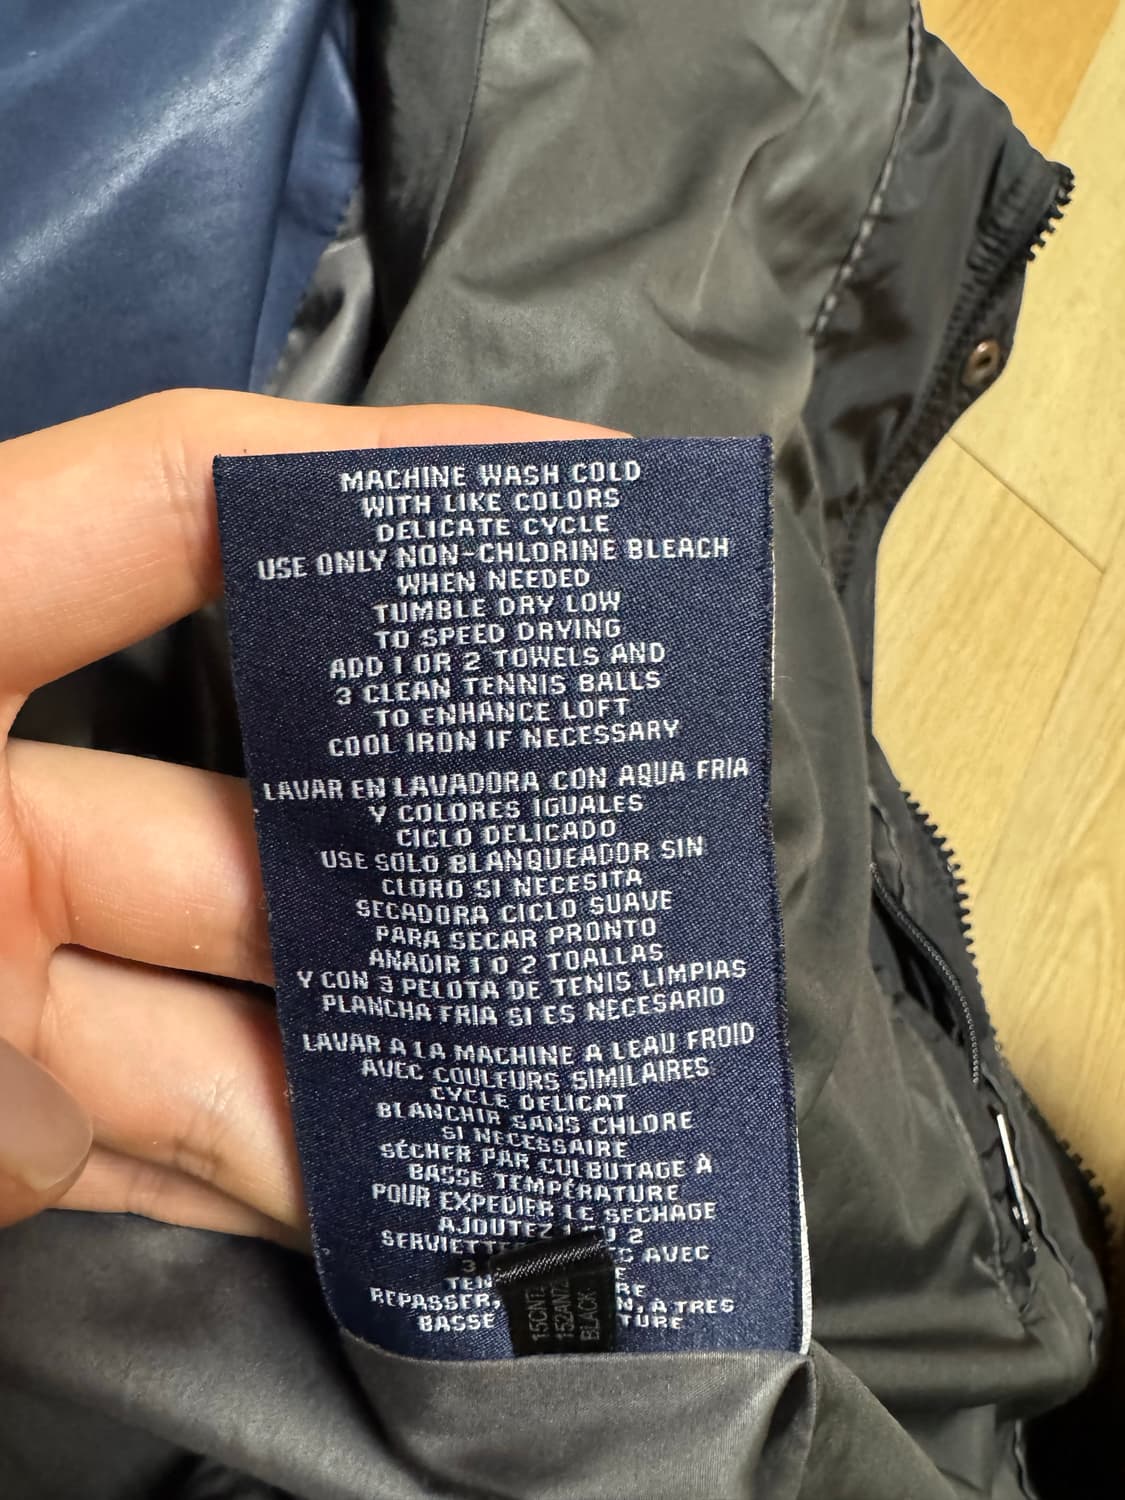 MACHINE WASH COLD
WITH LIKE COLORS
DELICATE CYCLE
USE ONLY NON-CHLORINE BLEACH
WHEN NEEDED
TUMBLE DRY LOW
TO SPEED DRYING
ADD 1 OR 2 TOWELS AND
3 CLEAN TENNIS BALLS
TO ENHANCE LOFT
COOL IRON IF NECESSARY
LAVAR EN LAVADORA CON AQUA FRIA
Y COLORES IGUALES
CICLO DELICADO
USE SOLO BLANQUEADOR SIN
CLORO SI NECESITA
SECADORA CICLO SUAVE
PARA SECAR PRONTO
ANADIR 1 O 2 TOALLAS
Y CON 3 PELOTA DE TENIS LIMPIAS
PLANCHA FRIA SI ES NECESARIO
LAVAR A LA MACHINE A LEAU FROID
AVEC COULEURS SIMILAIRES
CYCLE DELICAT
BLANCHIR SANS CHLORE
SI NECESSAIRE
SÉCHER PAR CULBUTAGE À
BASSE TEMPÉRATURE
POUR EXPEDIER LE SECHAGE
AJOUTEZ 2
AVEC
3
REPASSER, A TRES
BASSE
BLACK